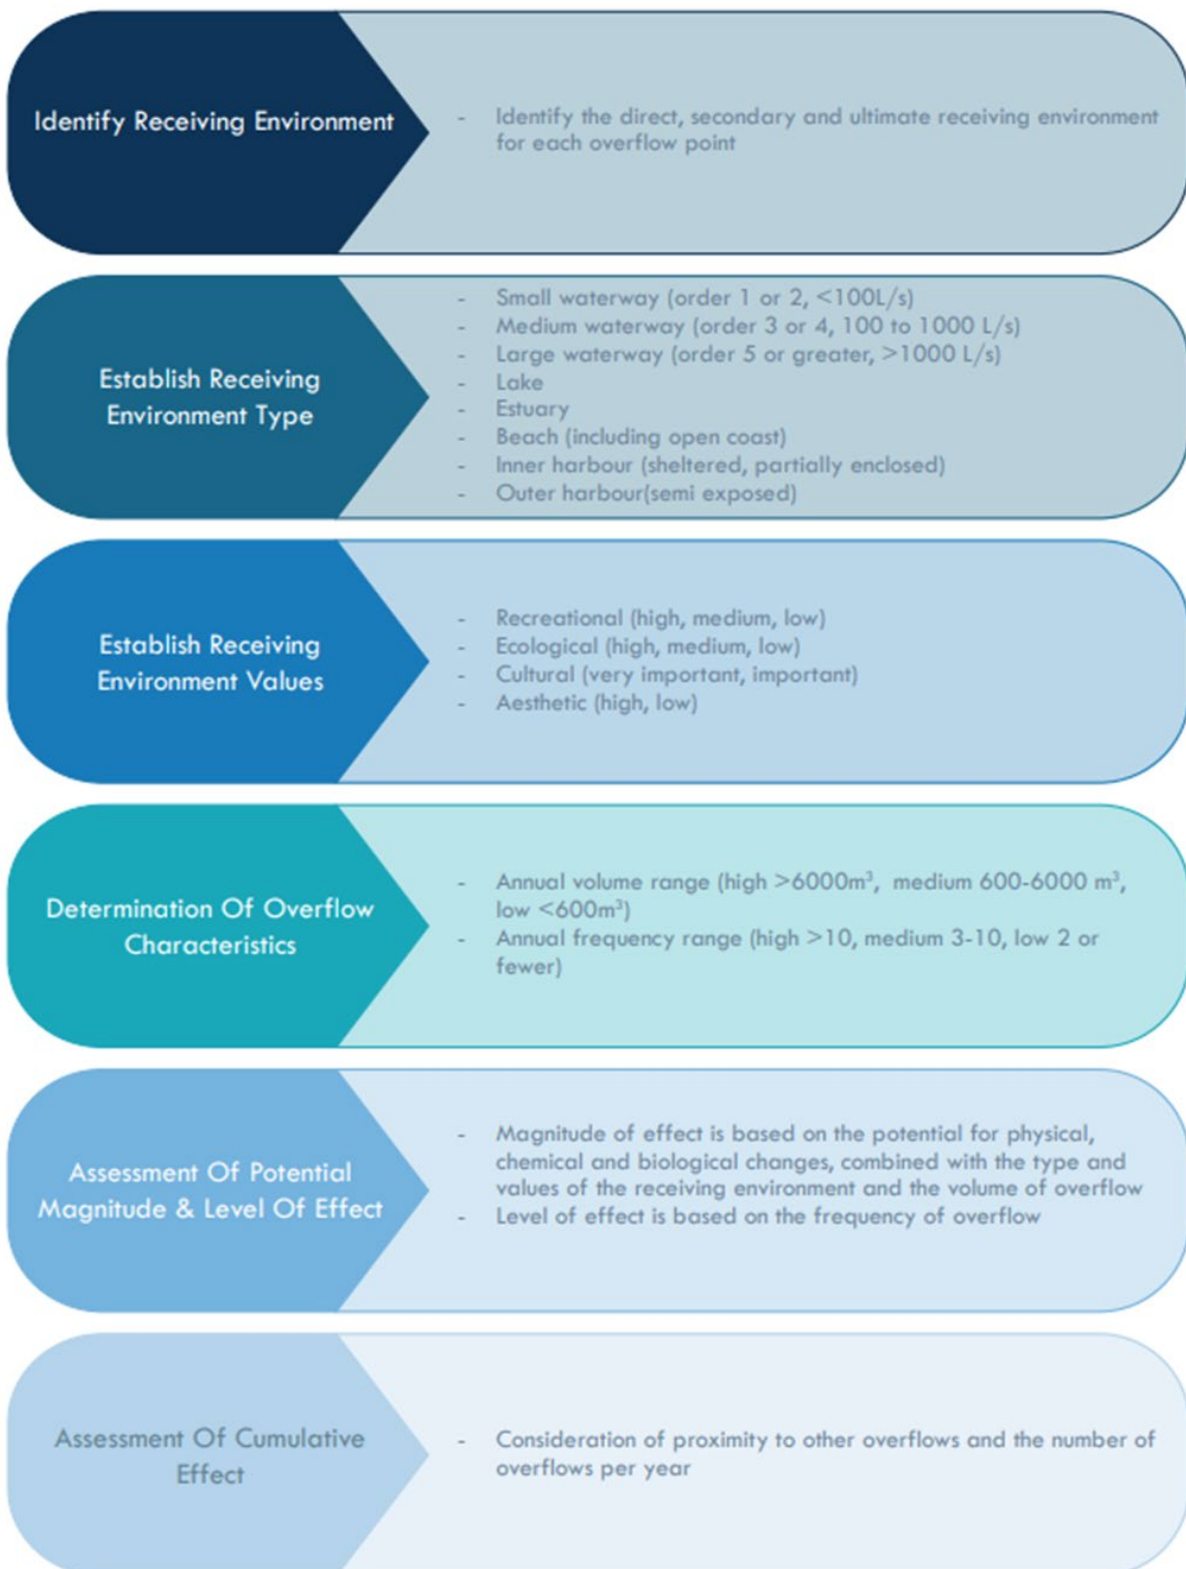 Identify Receiving Environment
- Identify the direct, secondary and ultimate receiving environment
for each overflow point
Establish Receiving
Environment Type
- Small waterway (order 1 or 2, <100L/s)
- Medium waterway (order 3 or 4, 100 to 1000 L/s)
- Large waterway (order 5 or greater, >1000 L/s)
- Lake
- Estuary
- Beach (including open coast)
- Inner harbour (sheltered, partially enclosed)
- Outer harbour(semi exposed)
Establish Receiving
Environment Values
- Recreational (high, medium, low)
- Ecological (high, medium, low)
- Cultural (very important, important)
- Aesthetic (high, low)
Determination Of Overflow
Characteristics
- Annual volume range (high >6000m³, medium 600-6000 m³,
low <600m³)
- Annual frequency range (high >10, medium 3-10, low 2 or
fewer)
Assessment Of Potential
Magnitude & Level Of Effect
- Magnitude of effect is based on the potential for physical,
chemical and biological changes, combined with the type and
values of the receiving environment and the volume of overflow
- Level of effect is based on the frequency of overflow
Assessment Of Cumulative
Effect
- Consideration of proximity to other overflows and the number of
overflows per year